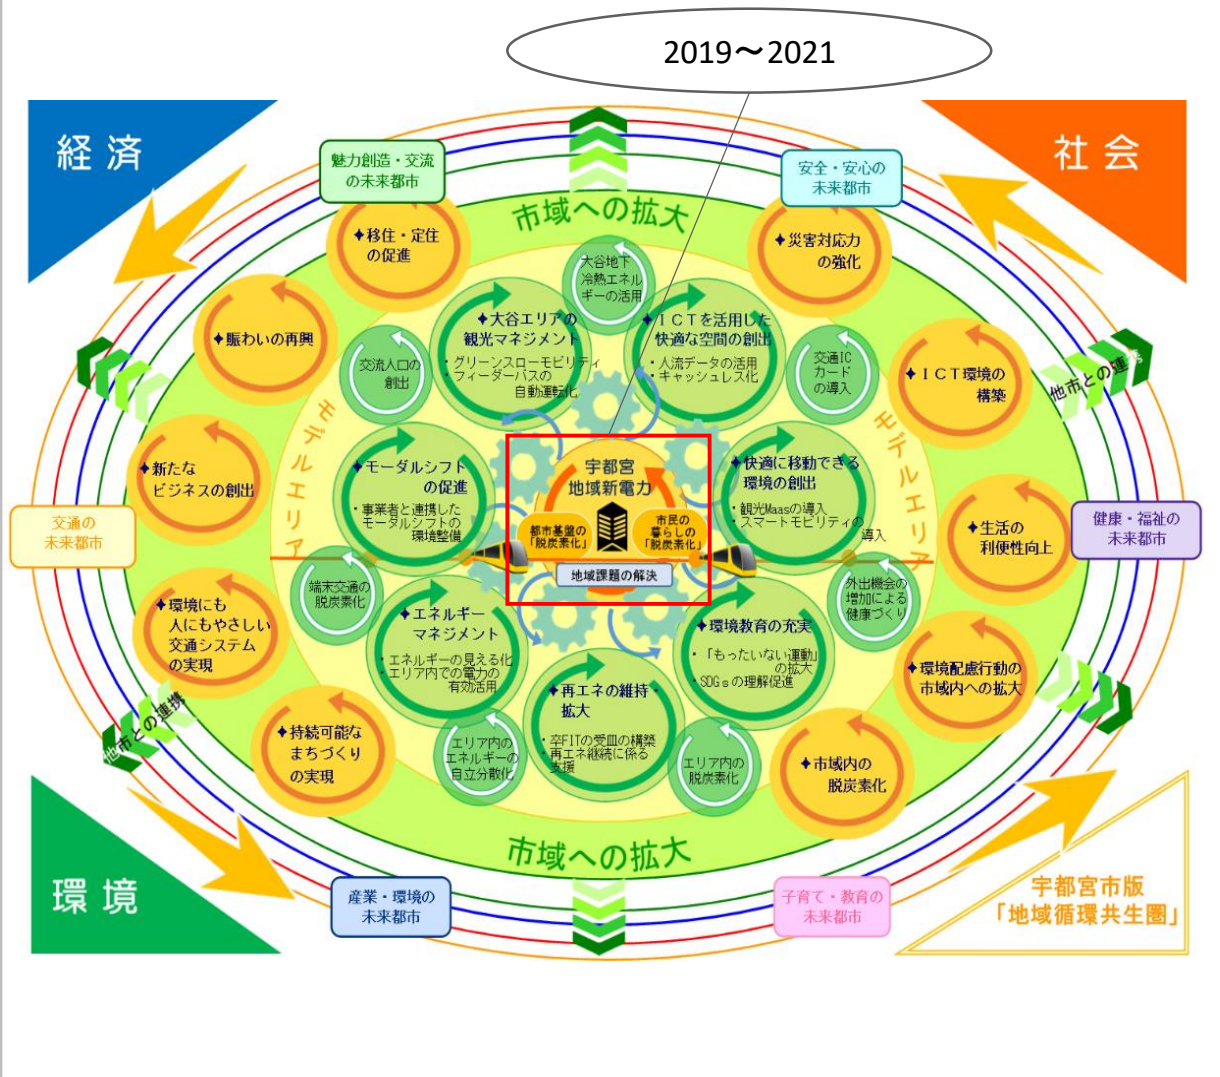 2019～2021
経済
社会
魅力創造・交流
の未来都市
安全・安心の
未来都市
市域への拡大
✦移住・定住
の促進
✦災害対応力
の強化
大谷地下
冷熱エネル
ギーの活用
✦大谷エリアの
観光マネジメント
・グリーンスローモビリティ
・フィーダーバスの
自動運転化
✦ＩＣＴを活用した
快適な空間の創出
・人流データの活用
・キャッシュレス化
✦賑わいの再興
交流人口の
創出
交通IC
カード
の導入
✦ＩＣＴ環境の
構築
他市との連携
モデルエリア
モデルエリア
✦新たな
ビジネスの創出
✦モーダルシフト
の促進
・事業者と連携した
モーダルシフトの
環境整備
宇都宮
地域新電力
都市基盤の
「脱炭素化」
市民の
暮らしの
「脱炭素化」
地域課題の解決
✦快適に移動できる
環境の創出
・観光Maasの導入
・スマートモビリティの
導入
✦生活の
利便性向上
交通の
未来都市
健康・福祉の
未来都市
✦環境にも
人にもやさしい
交通システム
の実現
端末交通の
脱炭素化
✦エネルギー
マネジメント
・エネルギーの見える化
・エリア内での電力の
有効活用
✦環境教育の充実
・「もったいない運動」
の拡大
・SDGｓの理解促進
外出機会の
増加による
健康づくり
✦環境配慮行動の
市域内への拡大
他市との連携
✦持続可能な
まちづくり
の実現
エリア内の
エネルギーの
自立分散化
✦再エネの維持・
拡大
・卒FITの受皿の構築
・再エネ継続に係る
支援
エリア内の
脱炭素化
✦市域内の
脱炭素化
市域への拡大
環境
産業・環境の
未来都市
子育て・教育の
未来都市
宇都宮市版
「地域循環共生圏」